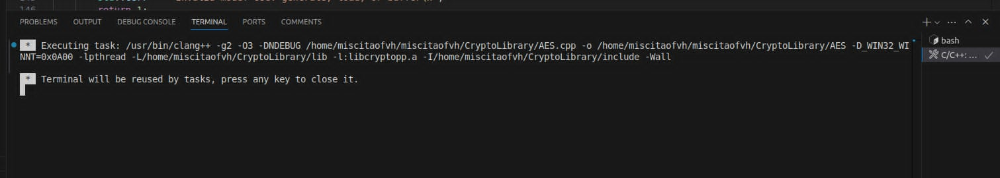 146 return 1;
PROBLEMS OUTPUT DEBUG CONSOLE TERMINAL PORTS COMMENTS
* Executing task: /usr/bin/clang++ -g2 -O3 -DNDEBUG /home/miscitaofvh/miscitaofvh/CryptoLibrary/AES.cpp -o /home/miscitaofvh/miscitaofvh/CryptoLibrary/AES -D_WIN32_WI
NNT=0x0A00 -lpthread -L/home/miscitaofvh/CryptoLibrary/lib -l:libcryptopp.a -I/home/miscitaofvh/CryptoLibrary/include -Wall
* Terminal will be reused by tasks, press any key to close it.
bash
C/C++: ...